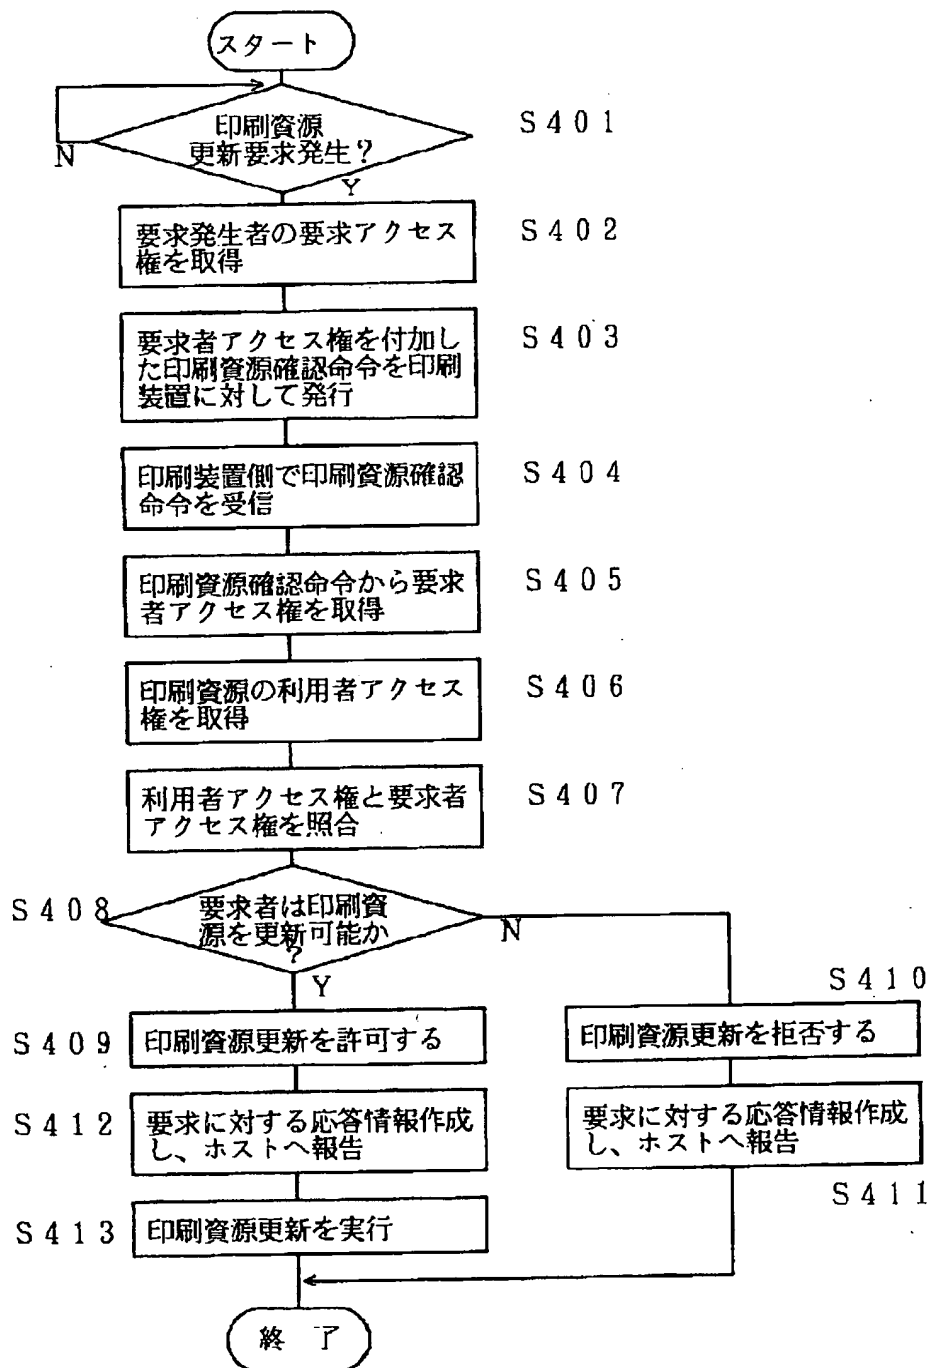 スタート
印刷資源
更新要求発生?
S401
N
Y
要求発生者の要求アクセス
権を取得
S402
要求者アクセス権を付加し
た印刷資源確認命令を印刷
装置に対して発行
S403
印刷装置側で印刷資源確認
命令を受信
S404
印刷資源確認命令から要求
者アクセス権を取得
S405
印刷資源の利用者アクセス
権を取得
S406
利用者アクセス権と要求者
アクセス権を照合
S407
S408
要求者は印刷資
源を更新可能か
?
N
Y
S409
印刷資源更新を許可する
S410
印刷資源更新を拒否する
S412
要求に対する応答情報作成
し、ホストへ報告
要求に対する応答情報作成
し、ホストへ報告
S411
S413
印刷資源更新を実行
終 了